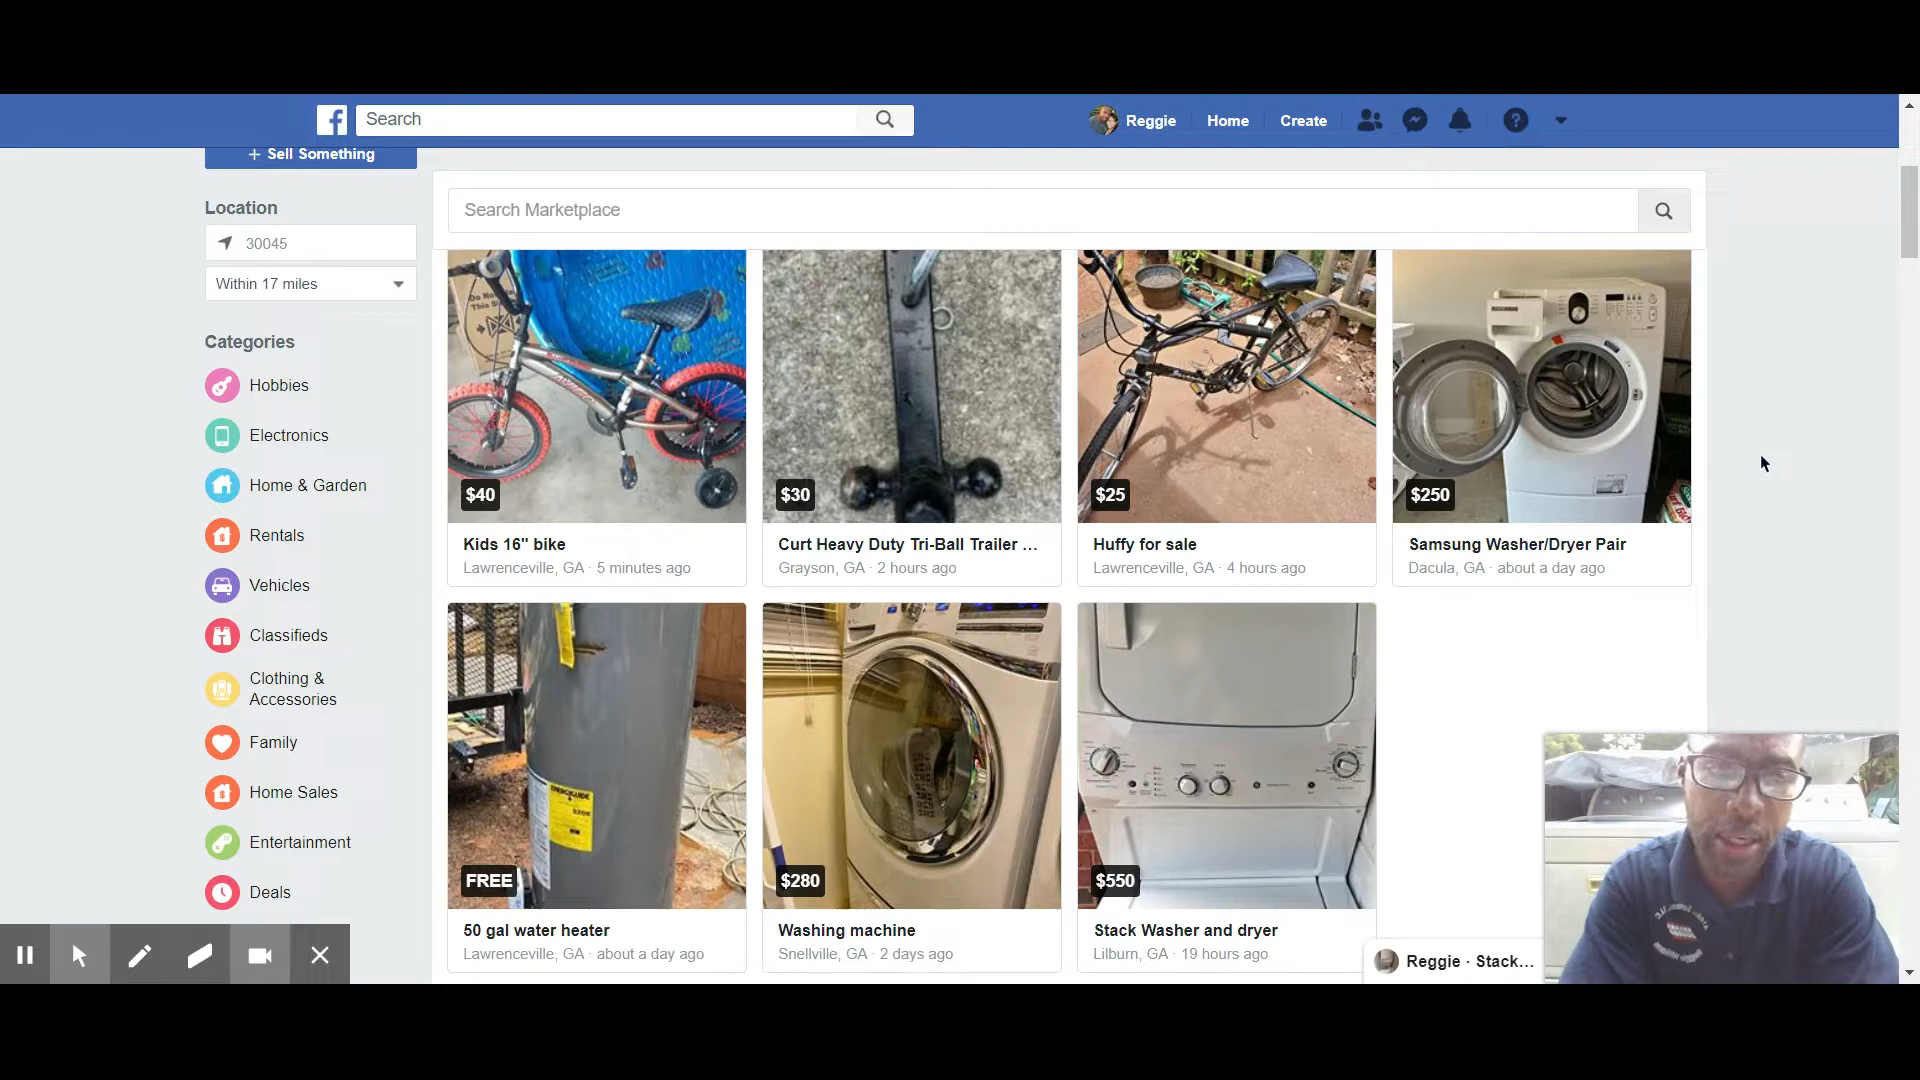 Search
Reggie
Home
Create
+ Sell Something
Location
30045
Within 17 miles
Categories
Hobbies
Electronics
Home & Garden
Rentals
Vehicles
Classifieds
Clothing &
Accessories
Family
Home Sales
Entertainment
Deals
Search Marketplace
$40
Kids 16" bike
Lawrenceville, GA · 5 minutes ago
$30
Curt Heavy Duty Tri-Ball Trailer ...
Grayson, GA · 2 hours ago
$25
Huffy for sale
Lawrenceville, GA · 4 hours ago
$250
Samsung Washer/Dryer Pair
Dacula, GA · about a day ago
ENERGYGUIDE
FREE
50 gal water heater
Lawrenceville, GA · about a day ago
$280
Washing machine
Snellville, GA · 2 days ago
$550
Stack Washer and dryer
Lilburn, GA · 19 hours ago
Reggie · Stack...